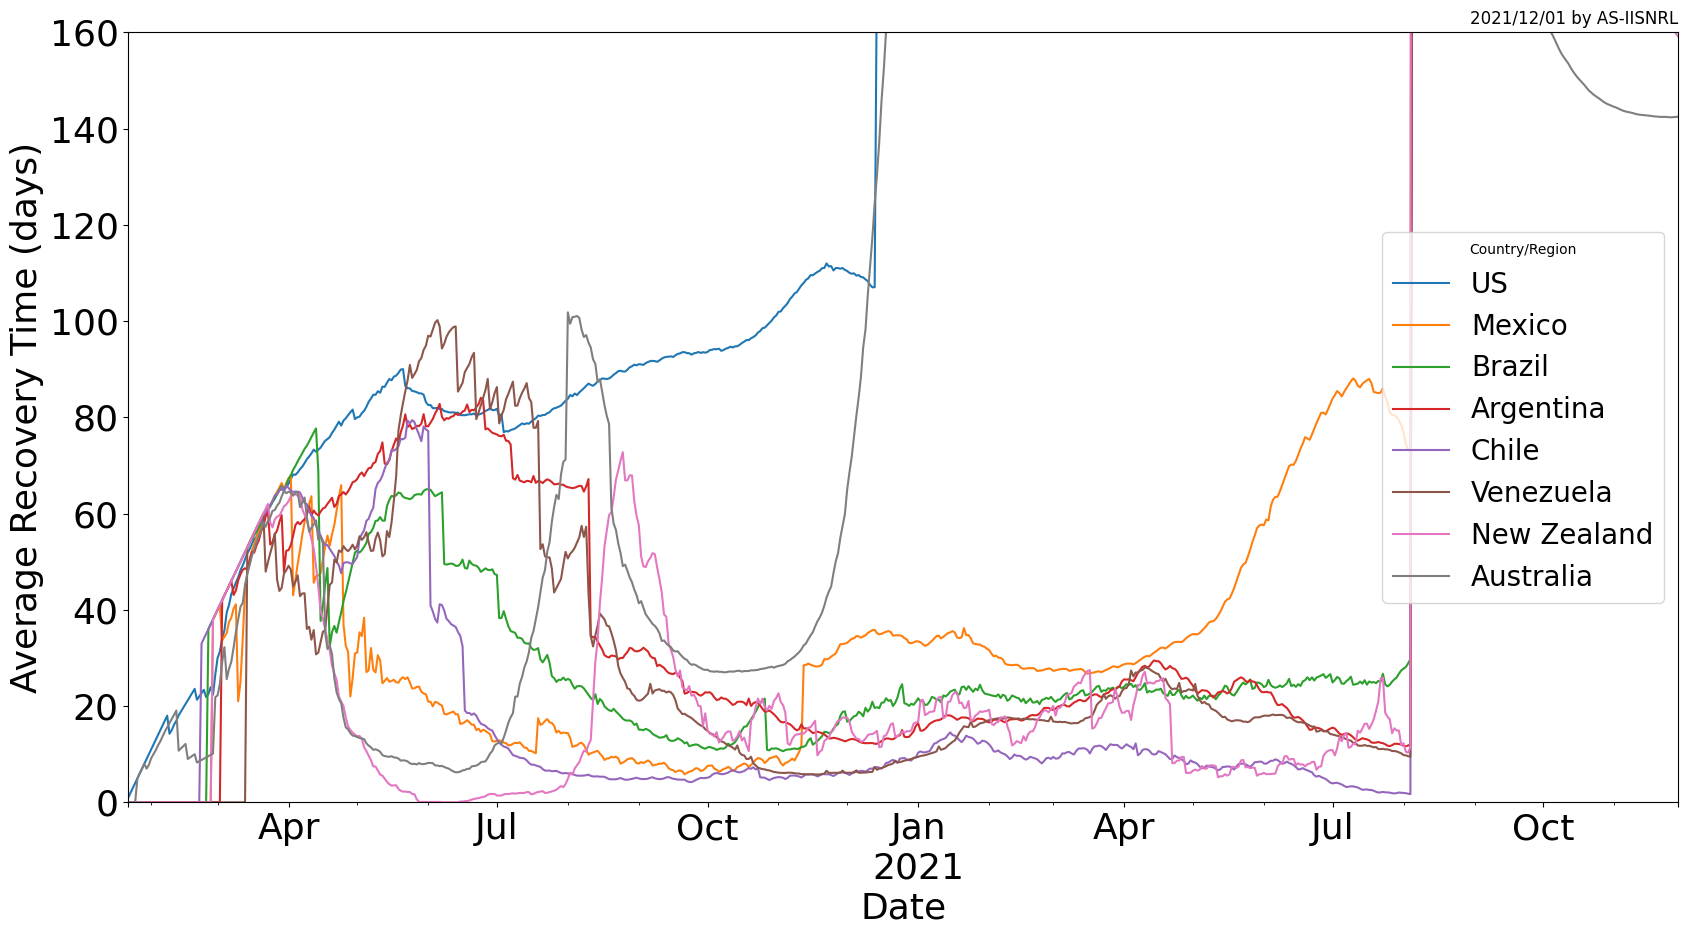 2021/12/01 by AS-IISNRL
160
140
120
100
80
60
40
20
0
Average Recovery Time (days)
Country/Region
US
Mexico
Brazil
Argentina
Chile
Venezuela
New Zealand
Australia
Apr Jul Oct Jan Apr Jul Oct
2021
Date